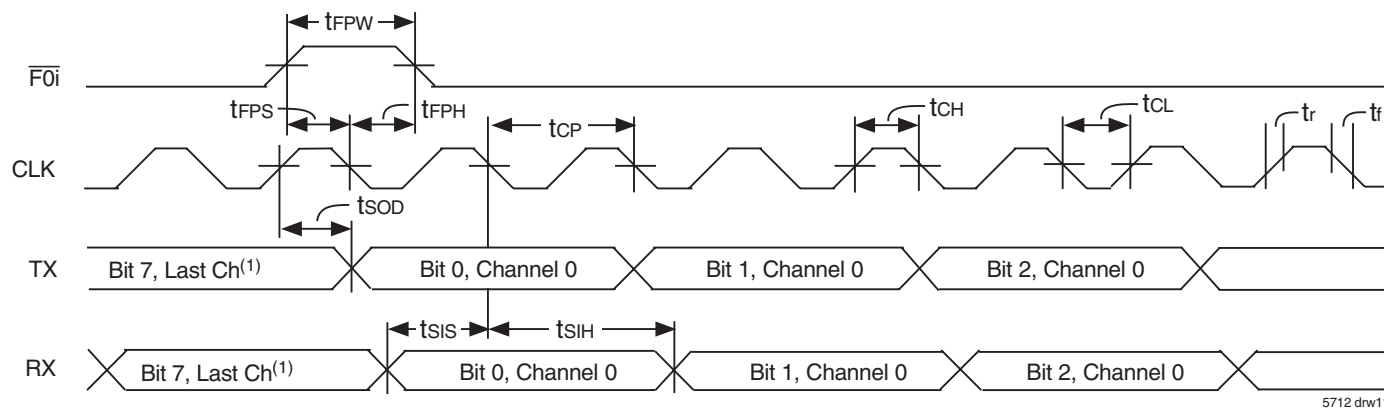 tFPW
F0i
tFPS
tFPH
tCP
tCH
tCL
tr
tf
CLK
tSOD
TX
Bit 7, Last Ch(1)
Bit 0, Channel 0
Bit 1, Channel 0
Bit 2, Channel 0
tSIS
tSIH
RX
Bit 7, Last Ch(1)
Bit 0, Channel 0
Bit 1, Channel 0
Bit 2, Channel 0